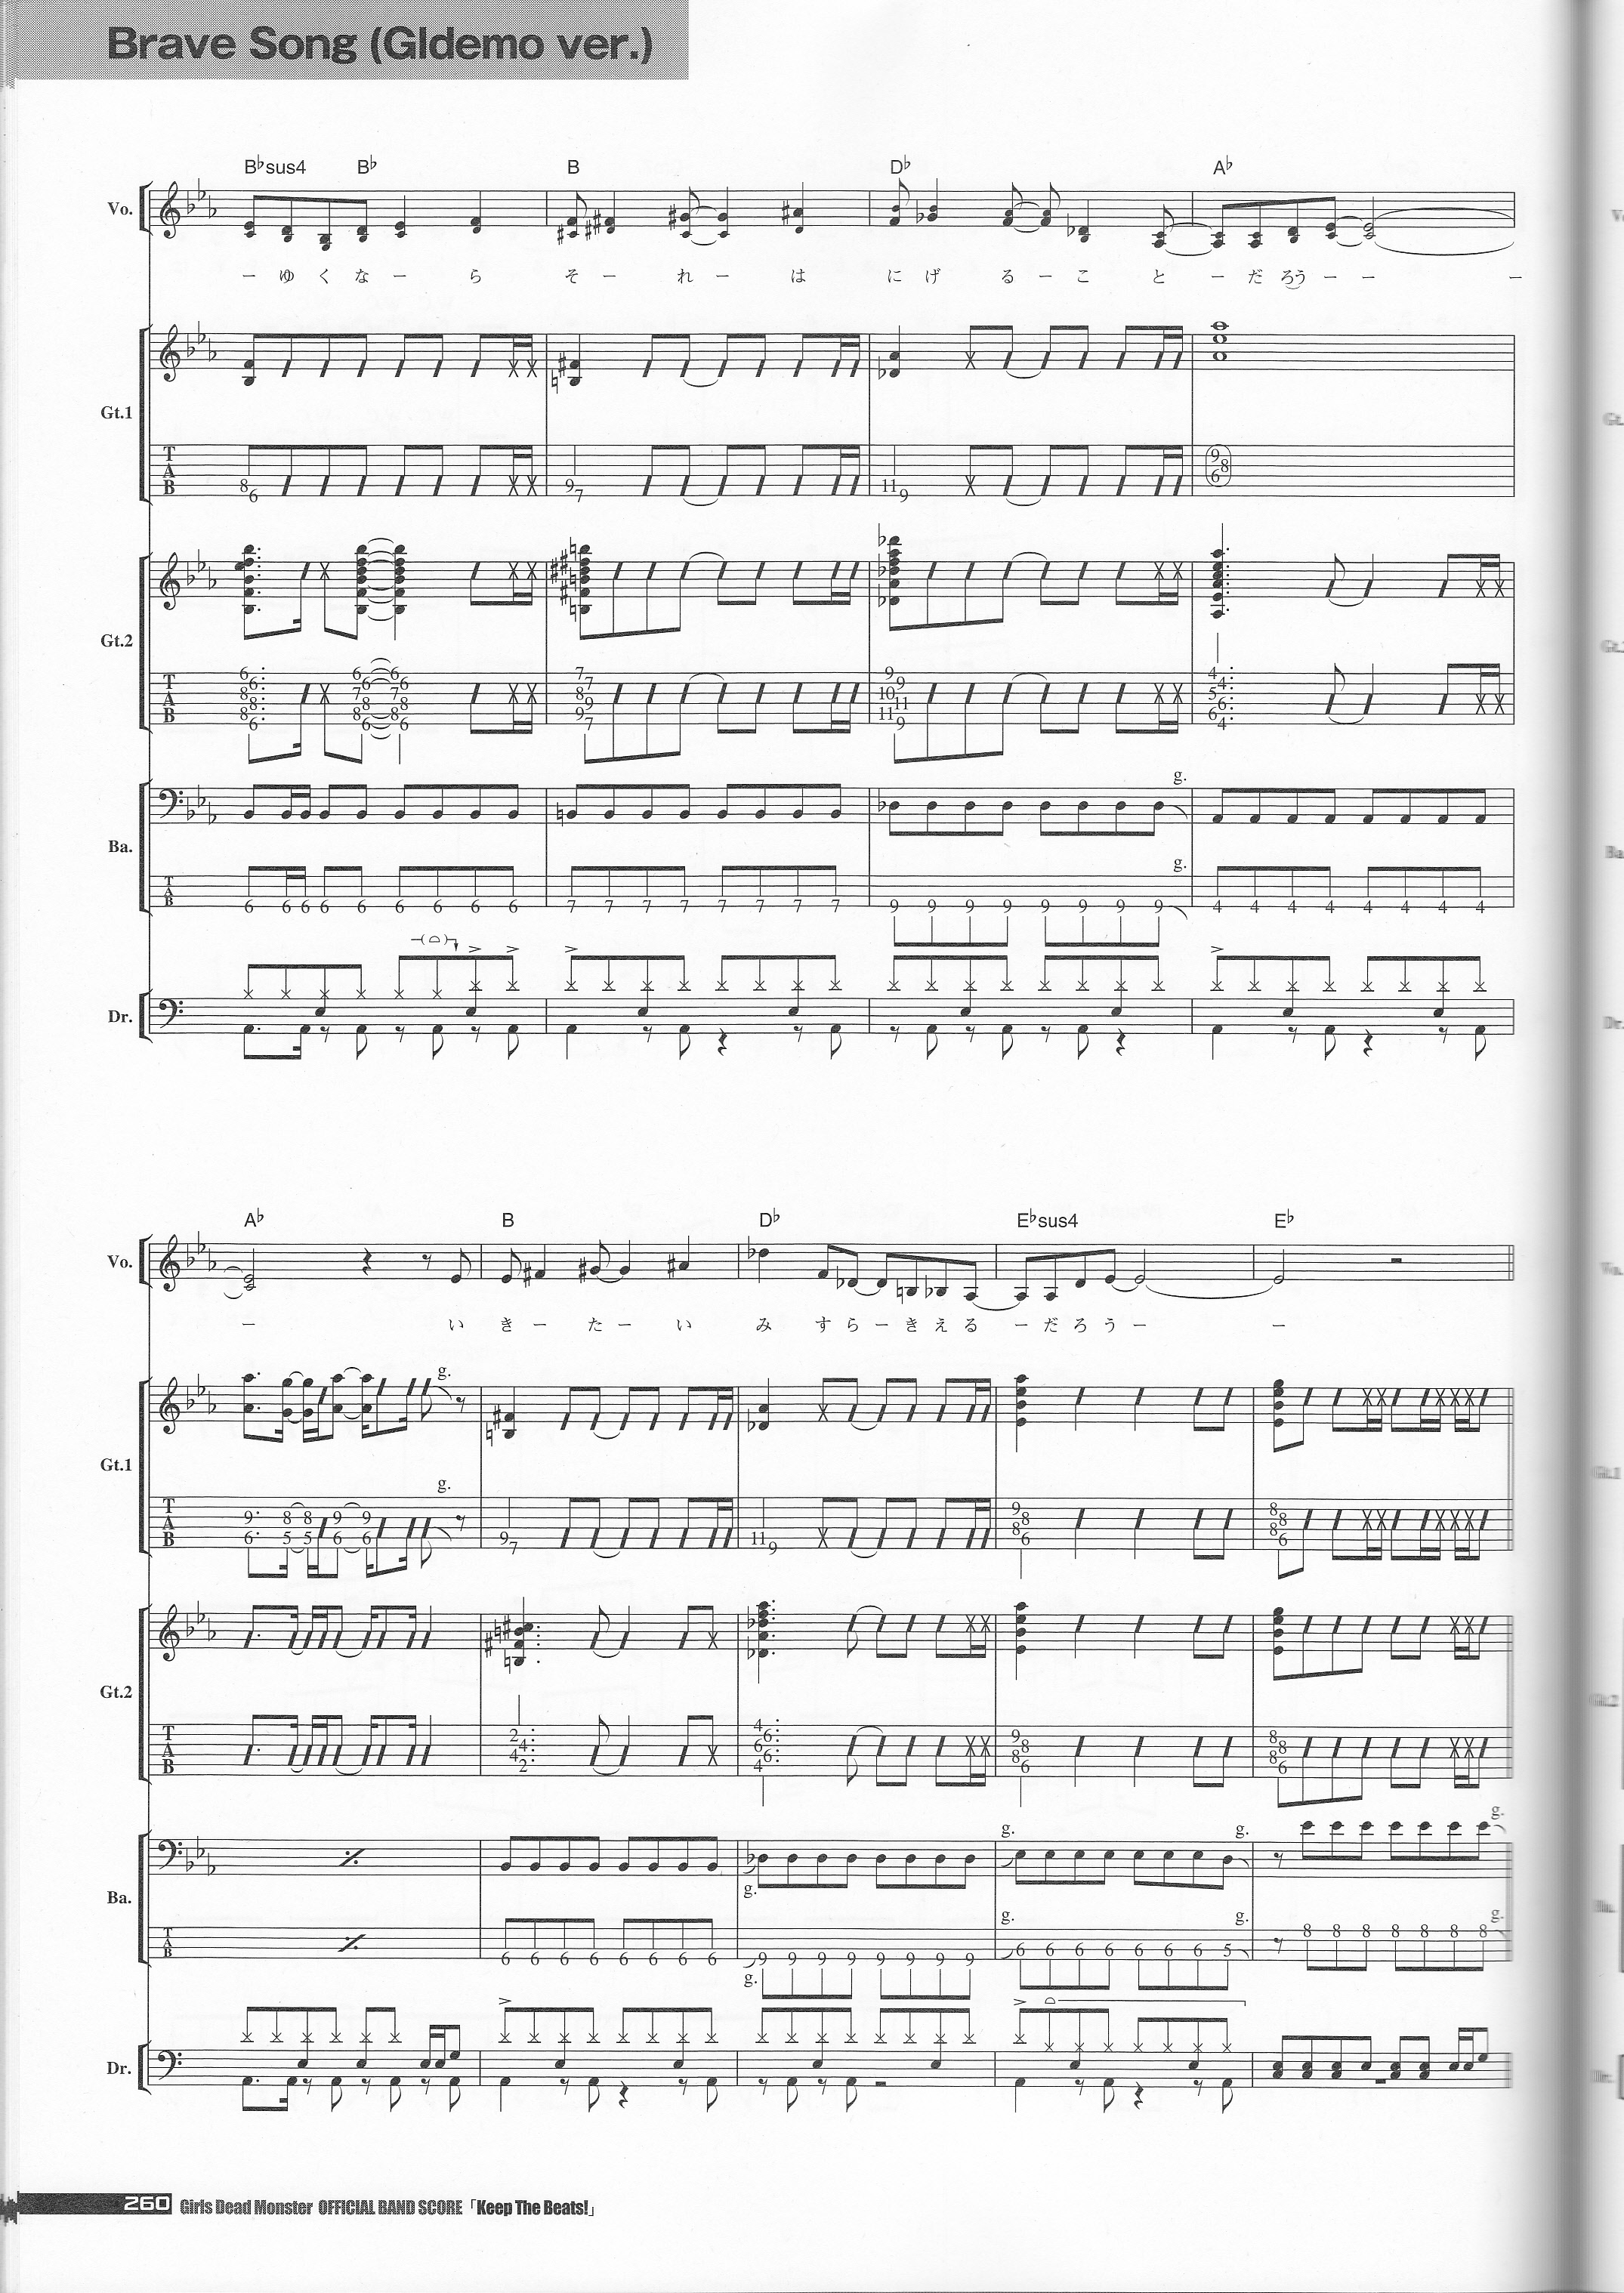 Brave Song (Gldemo ver.)
B♭sus4 B♭ B D♭ A♭
Vo.
ー ゆ く な ー ら そ ー れ ー は に げ る ー こ と ー だ ろう ー ー ー
Gt.1
T A B
8 6 9 7 11 9 9 8 6
Gt.2
T A B
6 6 8 8 8 6 6 6 7 8 8 6 6 6 7 8 8 6 7 7 8 9 9 7 9 9 10 11 11 9 4 4 5 6 6 4
g.
Ba.
g.
T A B
6 6 6 6 6 6 6 6 6 7 7 7 7 7 7 7 7 9 9 9 9 9 9 9 9 4 4 4 4 4 4 4 4
Dr.
A♭ B D♭ E♭sus4 E♭
Vo.
ー い き ー た ー い み す ら ー き え る ー だ ろ う ー ー
g.
Gt.1
g.
T A B
9 6 8 5 8 5 9 6 9 6 9 7 11 9 9 8 8 6 8 8 8 6
Gt.2
T A B
2 4 4 2 4 6 6 6 4 9 8 8 6 8 8 8 6
g. g. g.
Ba.
g.
g. g. g.
T A B
6 6 6 6 6 6 6 6 9 9 9 9 9 9 9 9 6 6 6 6 6 6 6 5 8 8 8 8 8 8 8
g.
Dr.
260 Girls Dead Monster OFFICIAL BAND SCORE「Keep The Beats!」